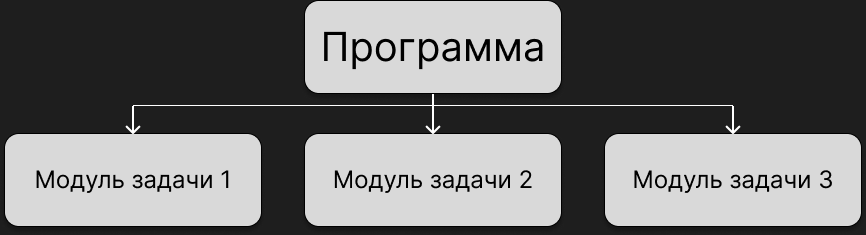 Программа
Модуль задачи 1
Модуль задачи 2
Модуль задачи 3